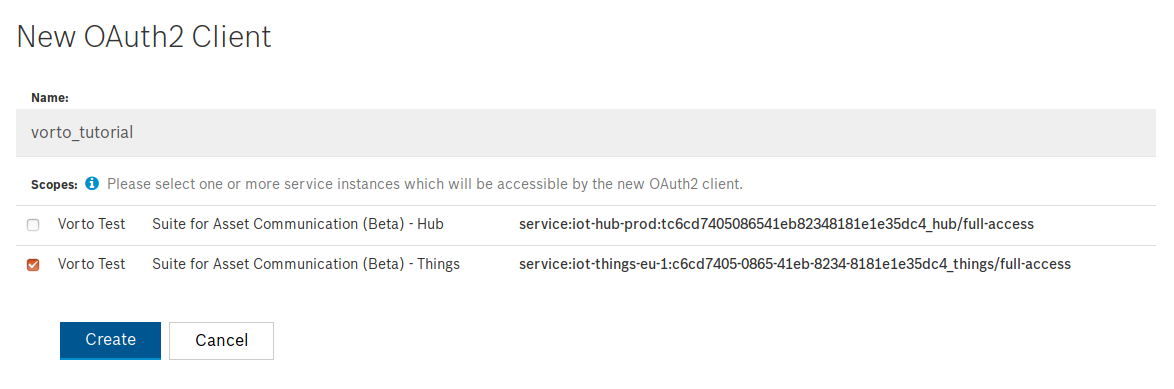 New OAuth2 Client
Name:
vorto_tutorial
Scopes: Please select one or more service instances which will be accessible by the new OAuth2 client.
Vorto Test Suite for Asset Communication (Beta) - Hub service:iot-hub-prod:tc6cd7405086541eb82348181e1e35dc4_hub/full-access
Vorto Test Suite for Asset Communication (Beta) - Things service:iot-things-eu-1:c6cd7405-0865-41eb-8234-8181e1e35dc4_things/full-access
Create Cancel